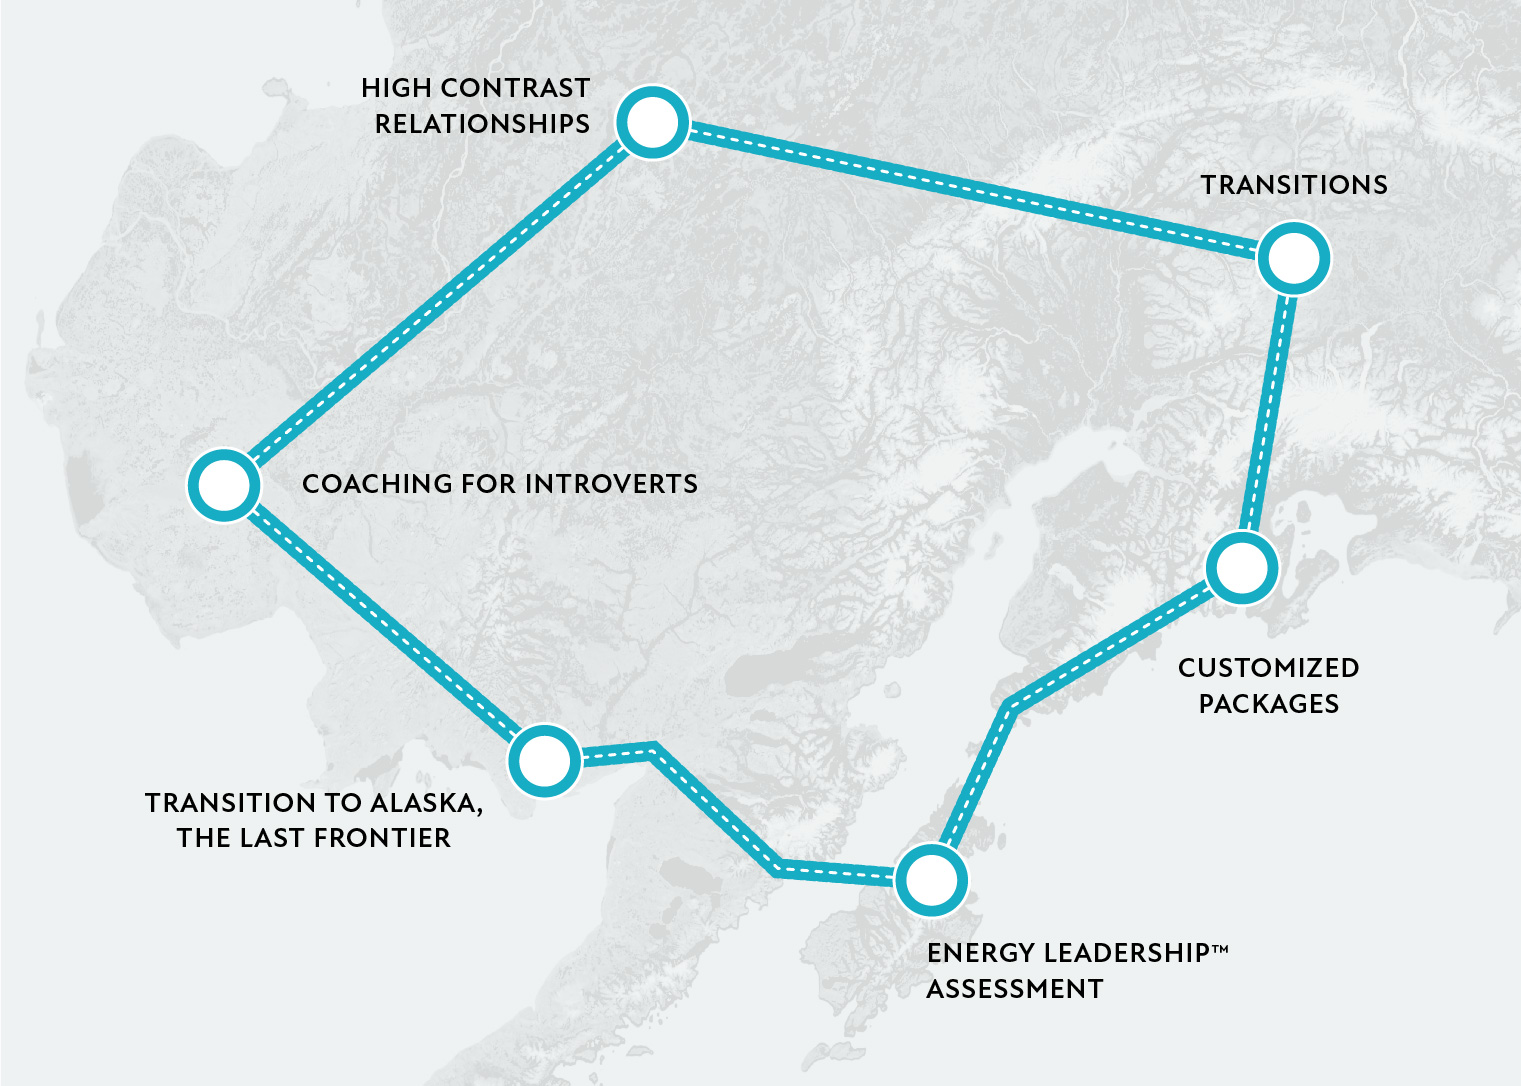 HIGH CONTRAST
RELATIONSHIPS
TRANSITIONS
COACHING FOR INTROVERTS
CUSTOMIZED
PACKAGES
TRANSITION TO ALASKA,
THE LAST FRONTIER
ENERGY LEADERSHIP™
ASSESSMENT